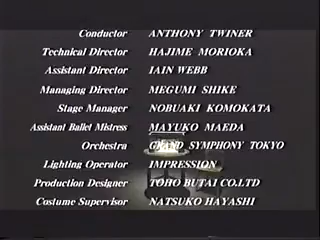 Conductor ANTHONY TWINER
Technical Director HAJIME MORIOKA
Assistant Director IAIN WEBB
Managing Director MEGUMI SHIKE
Stage Manager NOBUAKI KOMOKATA
Assistant Ballet Mistress MAYUKO MAEDA
Orchestra GRAND SYMPHONY TOKYO
Lighting Operator IMPRESSION
Production Designer TOHO BUTAI CO.LTD
Costume Supervisor NATSUKO HAYASHI